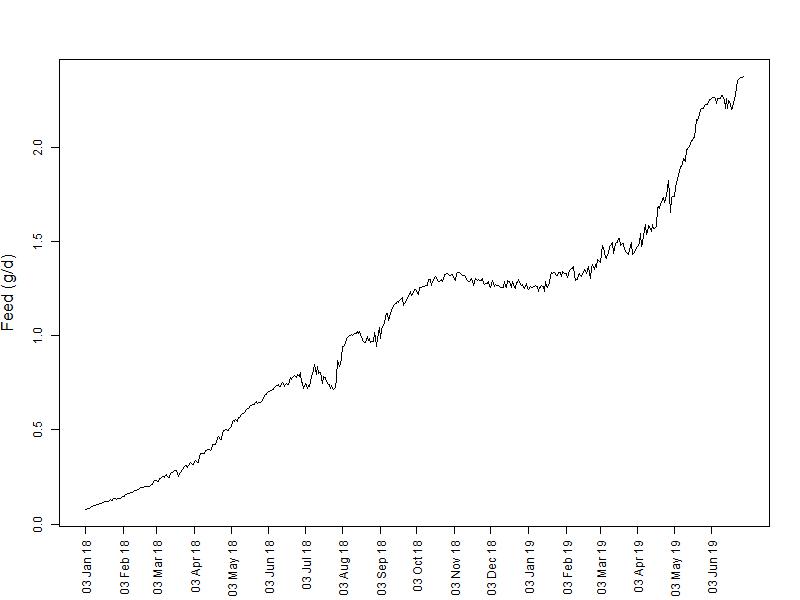 Feed (g/d)
2.0
1.5
1.0
0.5
0.0
03 Jan 18
03 Feb 18
03 Mar 18
03 Apr 18
03 May 18
03 Jun 18
03 Jul 18
03 Aug 18
03 Sep 18
03 Oct 18
03 Nov 18
03 Dec 18
03 Jan 19
03 Feb 19
03 Mar 19
03 Apr 19
03 May 19
03 Jun 19